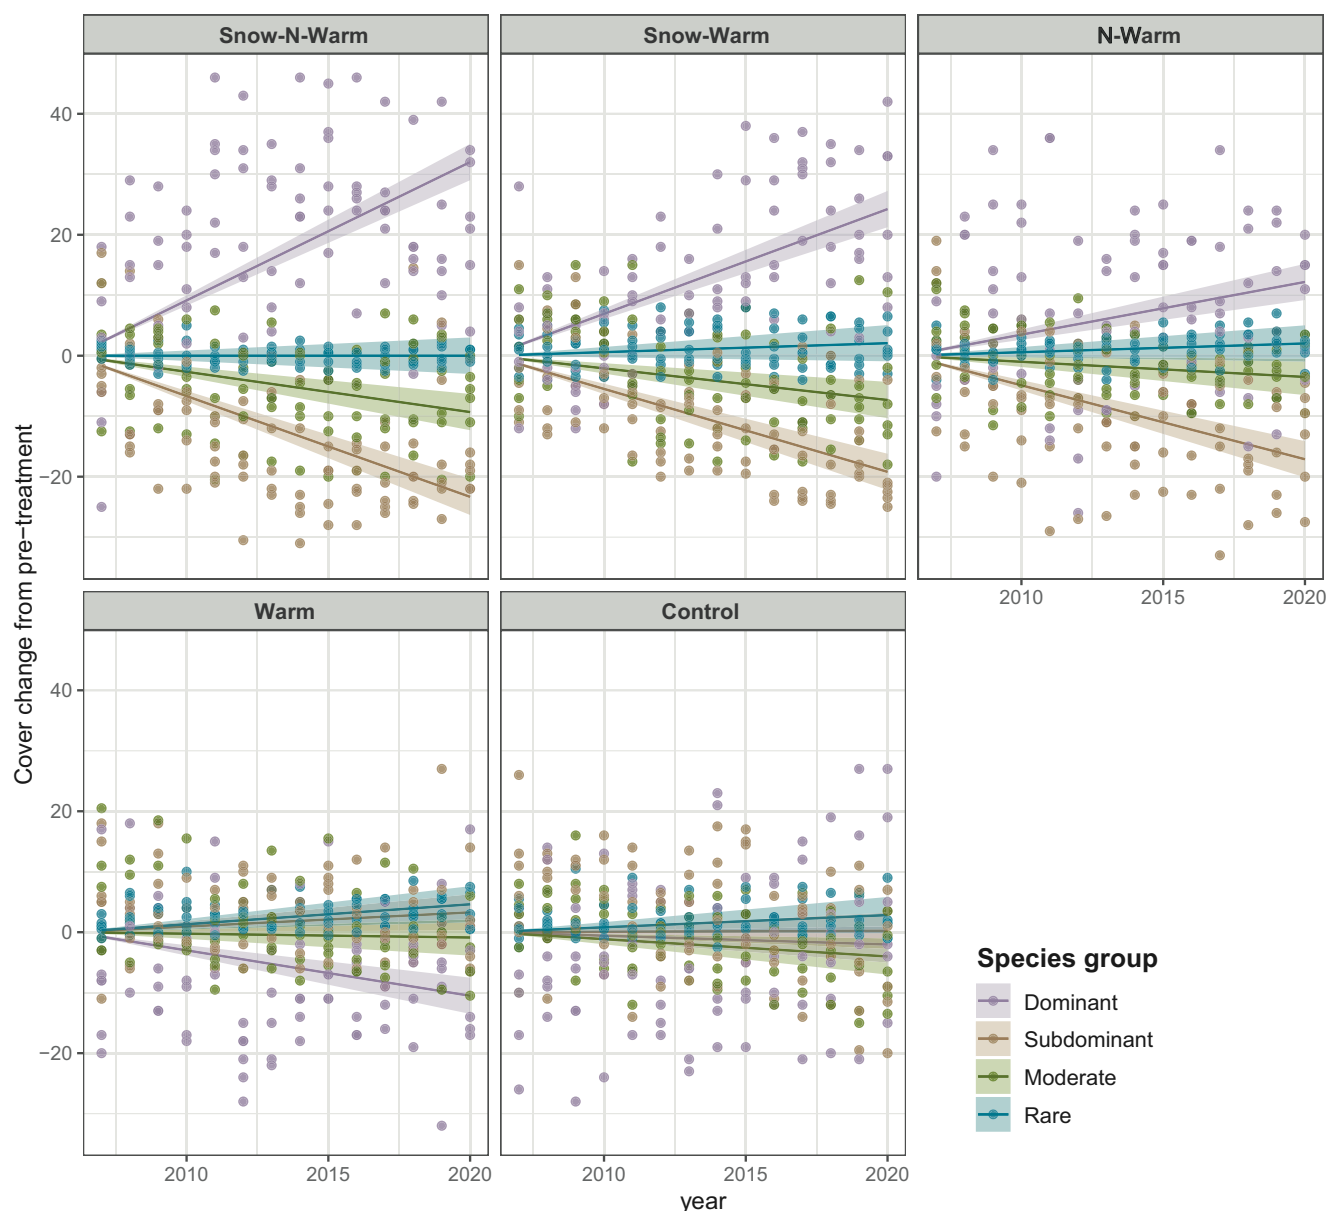 Snow-N-Warm Snow-Warm N-Warm
40
20
0
−20
2010 2015 2020
Cover change from pre−treatment
Warm Control
40
20
0
−20
2010 2015 2020 2010 2015 2020
year
Species group
Dominant
Subdominant
Moderate
Rare